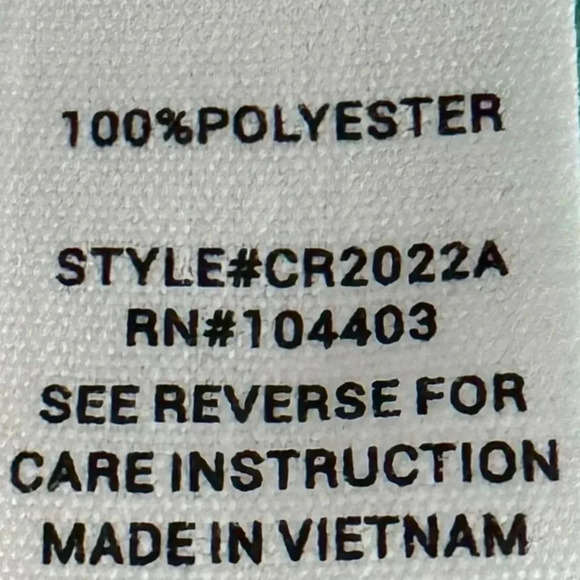 100%POLYESTER
STYLE#CR2022A
RN#104403
SEE REVERSE FOR
CARE INSTRUCTION
MADE IN VIETNAM